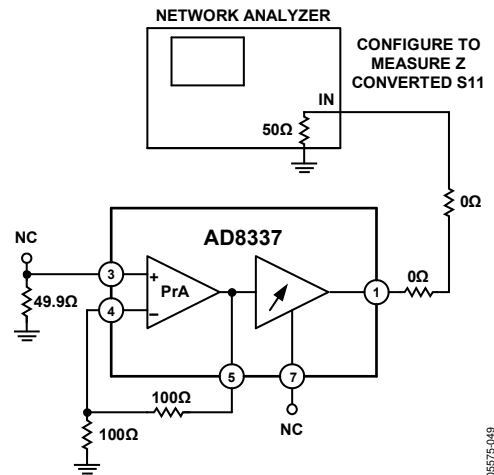 NETWORK ANALYZER
CONFIGURE TO
MEASURE Z
CONVERTED S11
IN
50Ω
0Ω
0Ω
NC
AD8337
49.9Ω
3
+
PrA
4
−
1
5
7
100Ω
100Ω
NC
05575-049